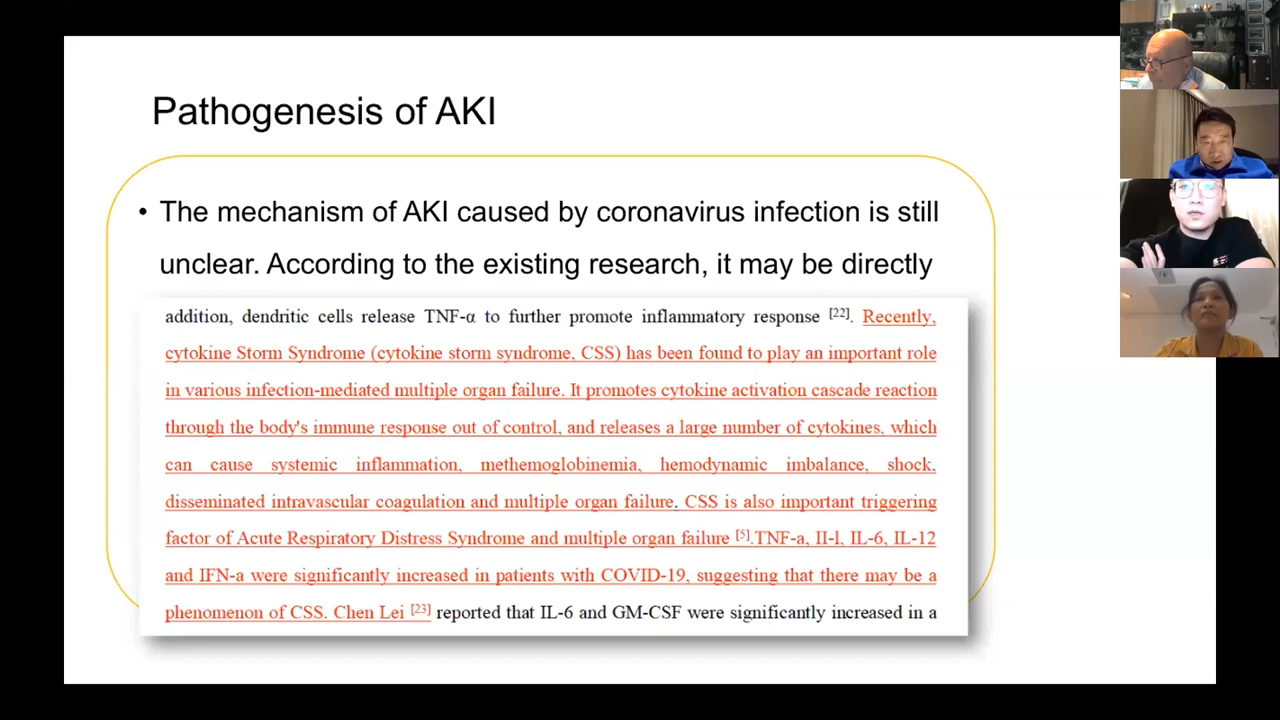 Pathogenesis of AKI
• The mechanism of AKI caused by coronavirus infection is still
unclear. According to the existing research, it may be directly
addition, dendritic cells release TNF-α to further promote inflammatory response [22]. Recently,
cytokine Storm Syndrome (cytokine storm syndrome, CSS) has been found to play an important role
in various infection-mediated multiple organ failure. It promotes cytokine activation cascade reaction
through the body's immune response out of control, and releases a large number of cytokines, which
can cause systemic inflammation, methemoglobinemia, hemodynamic imbalance, shock,
disseminated intravascular coagulation and multiple organ failure. CSS is also important triggering
factor of Acute Respiratory Distress Syndrome and multiple organ failure [5].TNF-a, II-l, IL-6, IL-12
and IFN-a were significantly increased in patients with COVID-19, suggesting that there may be a
phenomenon of CSS. Chen Lei [23] reported that IL-6 and GM-CSF were significantly increased in a